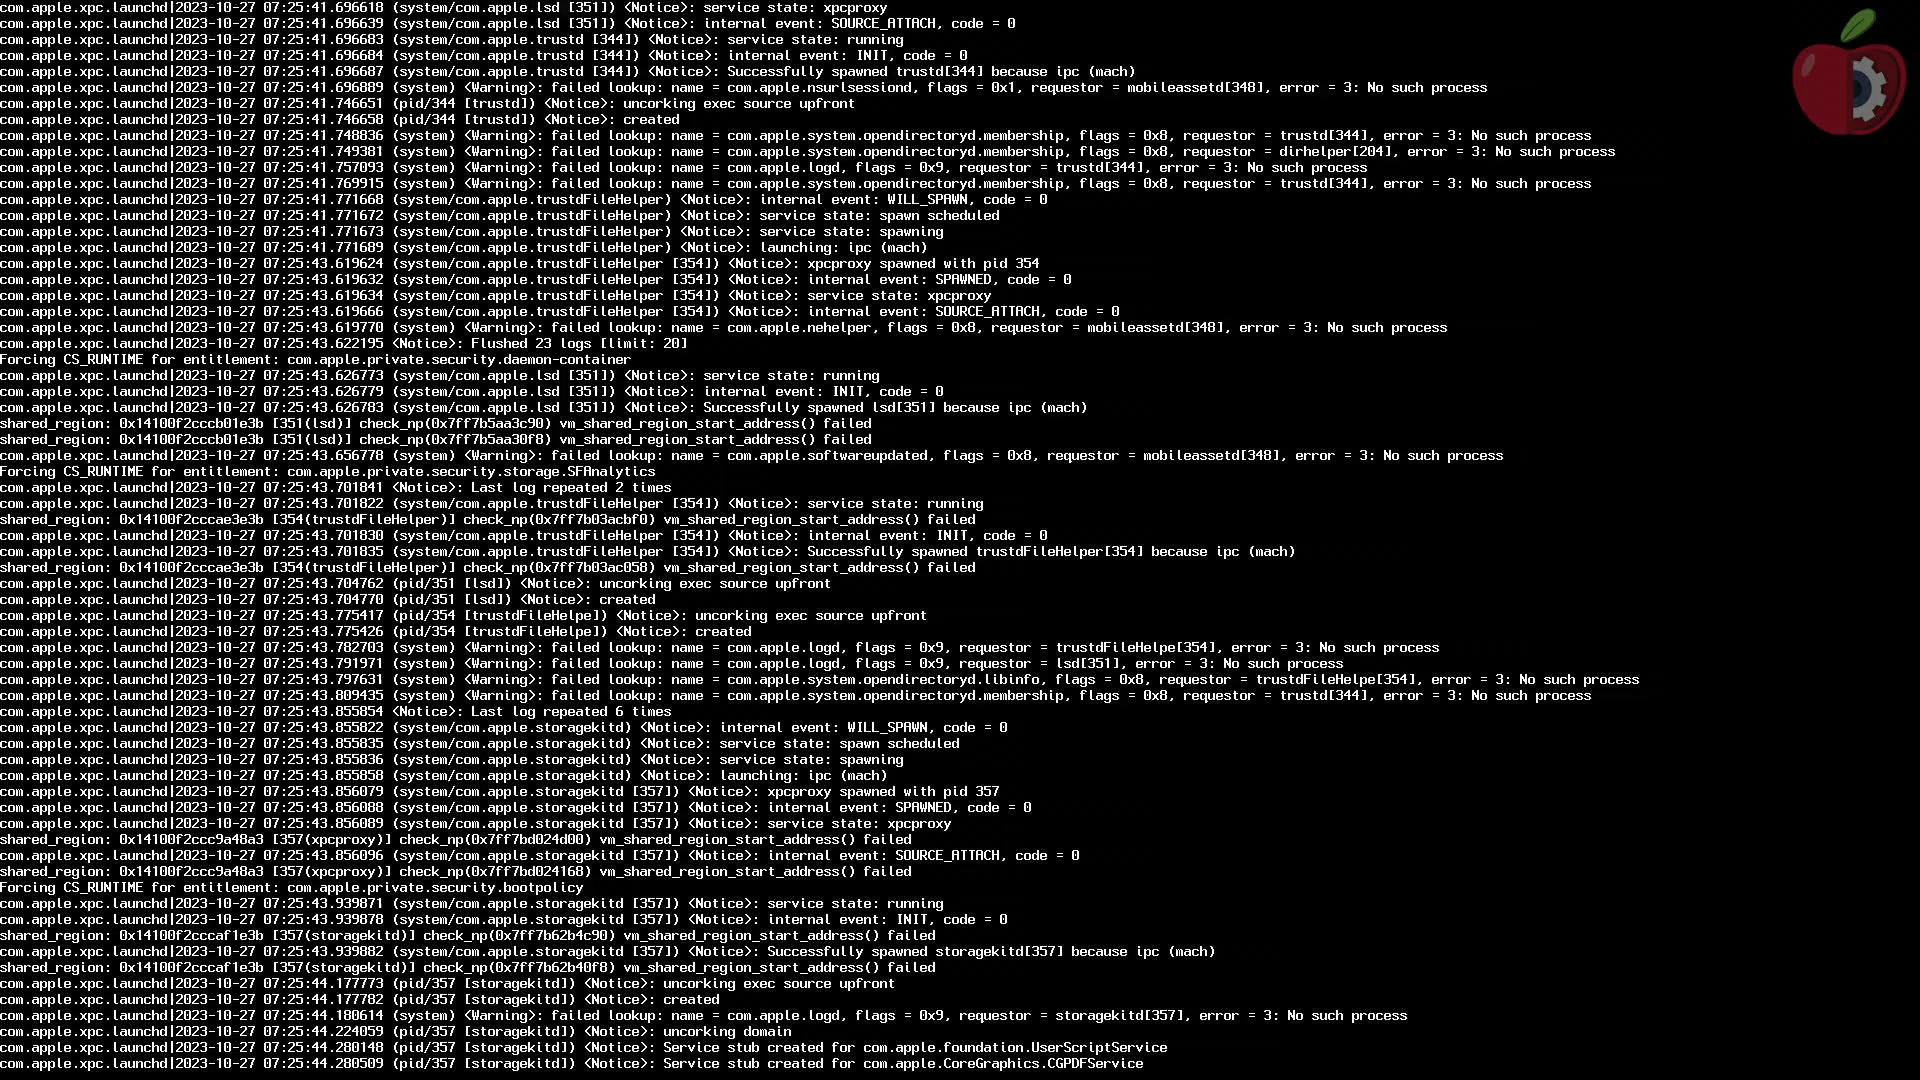 com.apple.xpc.launchd|2023-10-27 07:25:41.696618 (system/com.apple.lsd [351]) <Notice>: service state: xpcproxy
com.apple.xpc.launchd|2023-10-27 07:25:41.696639 (system/com.apple.lsd [351]) <Notice>: internal event: SOURCE_ATTACH, code = 0
com.apple.xpc.launchd|2023-10-27 07:25:41.696683 (system/com.apple.trustd [344]) <Notice>: service state: running
com.apple.xpc.launchd|2023-10-27 07:25:41.696684 (system/com.apple.trustd [344]) <Notice>: internal event: INIT, code = 0
com.apple.xpc.launchd|2023-10-27 07:25:41.696687 (system/com.apple.trustd [344]) <Notice>: Successfully spawned trustd[344] because ipc (mach)
com.apple.xpc.launchd|2023-10-27 07:25:41.696889 (system) <Warning>: failed lookup: name = com.apple.nsurlsessiond, flags = 0x1, requestor = mobileassetd[348], error = 3: No such process
com.apple.xpc.launchd|2023-10-27 07:25:41.746651 (pid/344 [trustd]) <Notice>: uncorking exec source upfront
com.apple.xpc.launchd|2023-10-27 07:25:41.746658 (pid/344 [trustd]) <Notice>: created
com.apple.xpc.launchd|2023-10-27 07:25:41.748836 (system) <Warning>: failed lookup: name = com.apple.system.opendirectoryd.membership, flags = 0x8, requestor = trustd[344], error = 3: No such process
com.apple.xpc.launchd|2023-10-27 07:25:41.749381 (system) <Warning>: failed lookup: name = com.apple.system.opendirectoryd.membership, flags = 0x8, requestor = dirhelper[204], error = 3: No such process
com.apple.xpc.launchd|2023-10-27 07:25:41.757093 (system) <Warning>: failed lookup: name = com.apple.logd, flags = 0x9, requestor = trustd[344], error = 3: No such process
com.apple.xpc.launchd|2023-10-27 07:25:41.769915 (system) <Warning>: failed lookup: name = com.apple.system.opendirectoryd.membership, flags = 0x8, requestor = trustd[344], error = 3: No such process
com.apple.xpc.launchd|2023-10-27 07:25:41.771668 (system/com.apple.trustdFileHelper) <Notice>: internal event: WILL_SPAWN, code = 0
com.apple.xpc.launchd|2023-10-27 07:25:41.771672 (system/com.apple.trustdFileHelper) <Notice>: service state: spawn scheduled
com.apple.xpc.launchd|2023-10-27 07:25:41.771673 (system/com.apple.trustdFileHelper) <Notice>: service state: spawning
com.apple.xpc.launchd|2023-10-27 07:25:41.771689 (system/com.apple.trustdFileHelper) <Notice>: launching: ipc (mach)
com.apple.xpc.launchd|2023-10-27 07:25:43.619624 (system/com.apple.trustdFileHelper [354]) <Notice>: xpcproxy spawned with pid 354
com.apple.xpc.launchd|2023-10-27 07:25:43.619632 (system/com.apple.trustdFileHelper [354]) <Notice>: internal event: SPAWNED, code = 0
com.apple.xpc.launchd|2023-10-27 07:25:43.619634 (system/com.apple.trustdFileHelper [354]) <Notice>: service state: xpcproxy
com.apple.xpc.launchd|2023-10-27 07:25:43.619666 (system/com.apple.trustdFileHelper [354]) <Notice>: internal event: SOURCE_ATTACH, code = 0
com.apple.xpc.launchd|2023-10-27 07:25:43.619770 (system) <Warning>: failed lookup: name = com.apple.nehelper, flags = 0x8, requestor = mobileassetd[348], error = 3: No such process
com.apple.xpc.launchd|2023-10-27 07:25:43.622195 <Notice>: Flushed 23 logs [limit: 20]
Forcing CS_RUNTIME for entitlement: com.apple.private.security.daemon-container
com.apple.xpc.launchd|2023-10-27 07:25:43.626773 (system/com.apple.lsd [351]) <Notice>: service state: running
com.apple.xpc.launchd|2023-10-27 07:25:43.626779 (system/com.apple.lsd [351]) <Notice>: internal event: INIT, code = 0
com.apple.xpc.launchd|2023-10-27 07:25:43.626783 (system/com.apple.lsd [351]) <Notice>: Successfully spawned lsd[351] because ipc (mach)
shared_region: 0x14100f2cccb01e3b [351(lsd)] check_np(0x7ff7b5aa3c90) vm_shared_region_start_address() failed
shared_region: 0x14100f2cccb01e3b [351(lsd)] check_np(0x7ff7b5aa30f8) vm_shared_region_start_address() failed
com.apple.xpc.launchd|2023-10-27 07:25:43.656778 (system) <Warning>: failed lookup: name = com.apple.softwareupdated, flags = 0x8, requestor = mobileassetd[348], error = 3: No such process
Forcing CS_RUNTIME for entitlement: com.apple.private.security.storage.SFAnalytics
com.apple.xpc.launchd|2023-10-27 07:25:43.701841 <Notice>: Last log repeated 2 times
com.apple.xpc.launchd|2023-10-27 07:25:43.701822 (system/com.apple.trustdFileHelper [354]) <Notice>: service state: running
shared_region: 0x14100f2cccae3e3b [354(trustdFileHelper)] check_np(0x7ff7b03acbf0) vm_shared_region_start_address() failed
com.apple.xpc.launchd|2023-10-27 07:25:43.701830 (system/com.apple.trustdFileHelper [354]) <Notice>: internal event: INIT, code = 0
com.apple.xpc.launchd|2023-10-27 07:25:43.701835 (system/com.apple.trustdFileHelper [354]) <Notice>: Successfully spawned trustdFileHelper[354] because ipc (mach)
shared_region: 0x14100f2cccae3e3b [354(trustdFileHelper)] check_np(0x7ff7b03ac058) vm_shared_region_start_address() failed
com.apple.xpc.launchd|2023-10-27 07:25:43.704762 (pid/351 [lsd]) <Notice>: uncorking exec source upfront
com.apple.xpc.launchd|2023-10-27 07:25:43.704770 (pid/351 [lsd]) <Notice>: created
com.apple.xpc.launchd|2023-10-27 07:25:43.775417 (pid/354 [trustdFileHelpe]) <Notice>: uncorking exec source upfront
com.apple.xpc.launchd|2023-10-27 07:25:43.775426 (pid/354 [trustdFileHelpe]) <Notice>: created
com.apple.xpc.launchd|2023-10-27 07:25:43.782703 (system) <Warning>: failed lookup: name = com.apple.logd, flags = 0x9, requestor = trustdFileHelpe[354], error = 3: No such process
com.apple.xpc.launchd|2023-10-27 07:25:43.791971 (system) <Warning>: failed lookup: name = com.apple.logd, flags = 0x9, requestor = lsd[351], error = 3: No such process
com.apple.xpc.launchd|2023-10-27 07:25:43.797631 (system) <Warning>: failed lookup: name = com.apple.system.opendirectoryd.libinfo, flags = 0x8, requestor = trustdFileHelpe[354], error = 3: No such process
com.apple.xpc.launchd|2023-10-27 07:25:43.809435 (system) <Warning>: failed lookup: name = com.apple.system.opendirectoryd.membership, flags = 0x8, requestor = trustd[344], error = 3: No such process
com.apple.xpc.launchd|2023-10-27 07:25:43.855854 <Notice>: Last log repeated 6 times
com.apple.xpc.launchd|2023-10-27 07:25:43.855822 (system/com.apple.storagekitd) <Notice>: internal event: WILL_SPAWN, code = 0
com.apple.xpc.launchd|2023-10-27 07:25:43.855835 (system/com.apple.storagekitd) <Notice>: service state: spawn scheduled
com.apple.xpc.launchd|2023-10-27 07:25:43.855836 (system/com.apple.storagekitd) <Notice>: service state: spawning
com.apple.xpc.launchd|2023-10-27 07:25:43.855858 (system/com.apple.storagekitd) <Notice>: launching: ipc (mach)
com.apple.xpc.launchd|2023-10-27 07:25:43.856079 (system/com.apple.storagekitd [357]) <Notice>: xpcproxy spawned with pid 357
com.apple.xpc.launchd|2023-10-27 07:25:43.856088 (system/com.apple.storagekitd [357]) <Notice>: internal event: SPAWNED, code = 0
com.apple.xpc.launchd|2023-10-27 07:25:43.856089 (system/com.apple.storagekitd [357]) <Notice>: service state: xpcproxy
shared_region: 0x14100f2ccc9a48a3 [357(xpcproxy)] check_np(0x7ff7bd024d00) vm_shared_region_start_address() failed
com.apple.xpc.launchd|2023-10-27 07:25:43.856096 (system/com.apple.storagekitd [357]) <Notice>: internal event: SOURCE_ATTACH, code = 0
shared_region: 0x14100f2ccc9a48a3 [357(xpcproxy)] check_np(0x7ff7bd024168) vm_shared_region_start_address() failed
Forcing CS_RUNTIME for entitlement: com.apple.private.security.bootpolicy
com.apple.xpc.launchd|2023-10-27 07:25:43.939871 (system/com.apple.storagekitd [357]) <Notice>: service state: running
com.apple.xpc.launchd|2023-10-27 07:25:43.939878 (system/com.apple.storagekitd [357]) <Notice>: internal event: INIT, code = 0
shared_region: 0x14100f2cccaf1e3b [357(storagekitd)] check_np(0x7ff7b62b4c90) vm_shared_region_start_address() failed
com.apple.xpc.launchd|2023-10-27 07:25:43.939882 (system/com.apple.storagekitd [357]) <Notice>: Successfully spawned storagekitd[357] because ipc (mach)
shared_region: 0x14100f2cccaf1e3b [357(storagekitd)] check_np(0x7ff7b62b40f8) vm_shared_region_start_address() failed
com.apple.xpc.launchd|2023-10-27 07:25:44.177773 (pid/357 [storagekitd]) <Notice>: uncorking exec source upfront
com.apple.xpc.launchd|2023-10-27 07:25:44.177782 (pid/357 [storagekitd]) <Notice>: created
com.apple.xpc.launchd|2023-10-27 07:25:44.180614 (system) <Warning>: failed lookup: name = com.apple.logd, flags = 0x9, requestor = storagekitd[357], error = 3: No such process
com.apple.xpc.launchd|2023-10-27 07:25:44.224059 (pid/357 [storagekitd]) <Notice>: uncorking domain
com.apple.xpc.launchd|2023-10-27 07:25:44.280148 (pid/357 [storagekitd]) <Notice>: Service stub created for com.apple.foundation.UserScriptService
com.apple.xpc.launchd|2023-10-27 07:25:44.280509 (pid/357 [storagekitd]) <Notice>: Service stub created for com.apple.CoreGraphics.CGPDFService